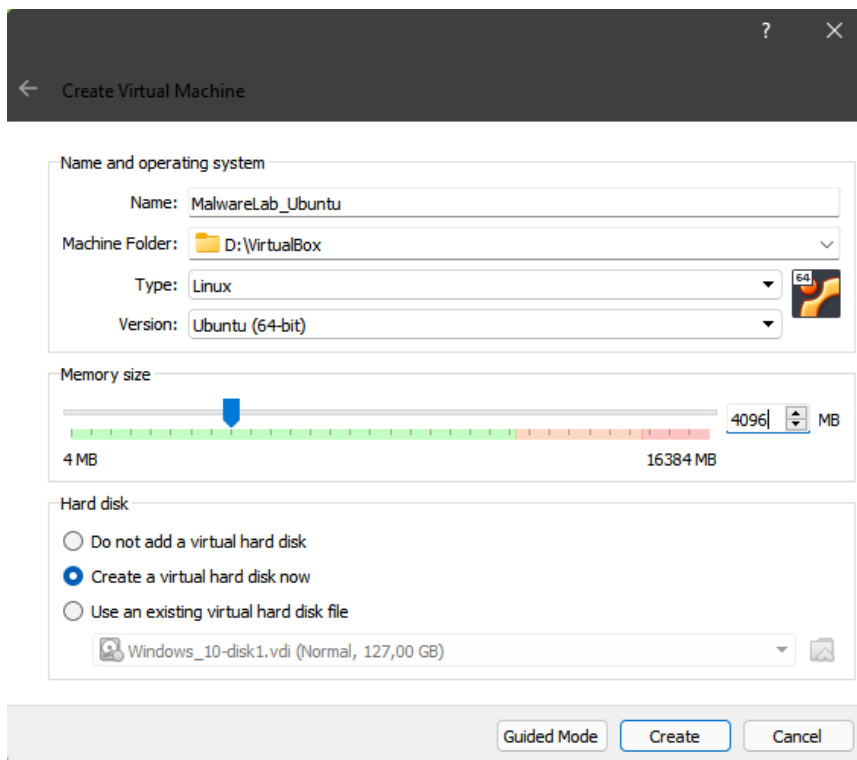 ?
Create Virtual Machine
Name and operating system
Name: MalwareLab_Ubuntu
Machine Folder: D:\VirtualBox
Type: Linux
64
Version: Ubuntu (64-bit)
Memory size
4096 MB
4 MB 16384 MB
Hard disk
Do not add a virtual hard disk
Create a virtual hard disk now
Use an existing virtual hard disk file
Windows_10-disk1.vdi (Normal, 127,00 GB)
Guided Mode Create Cancel